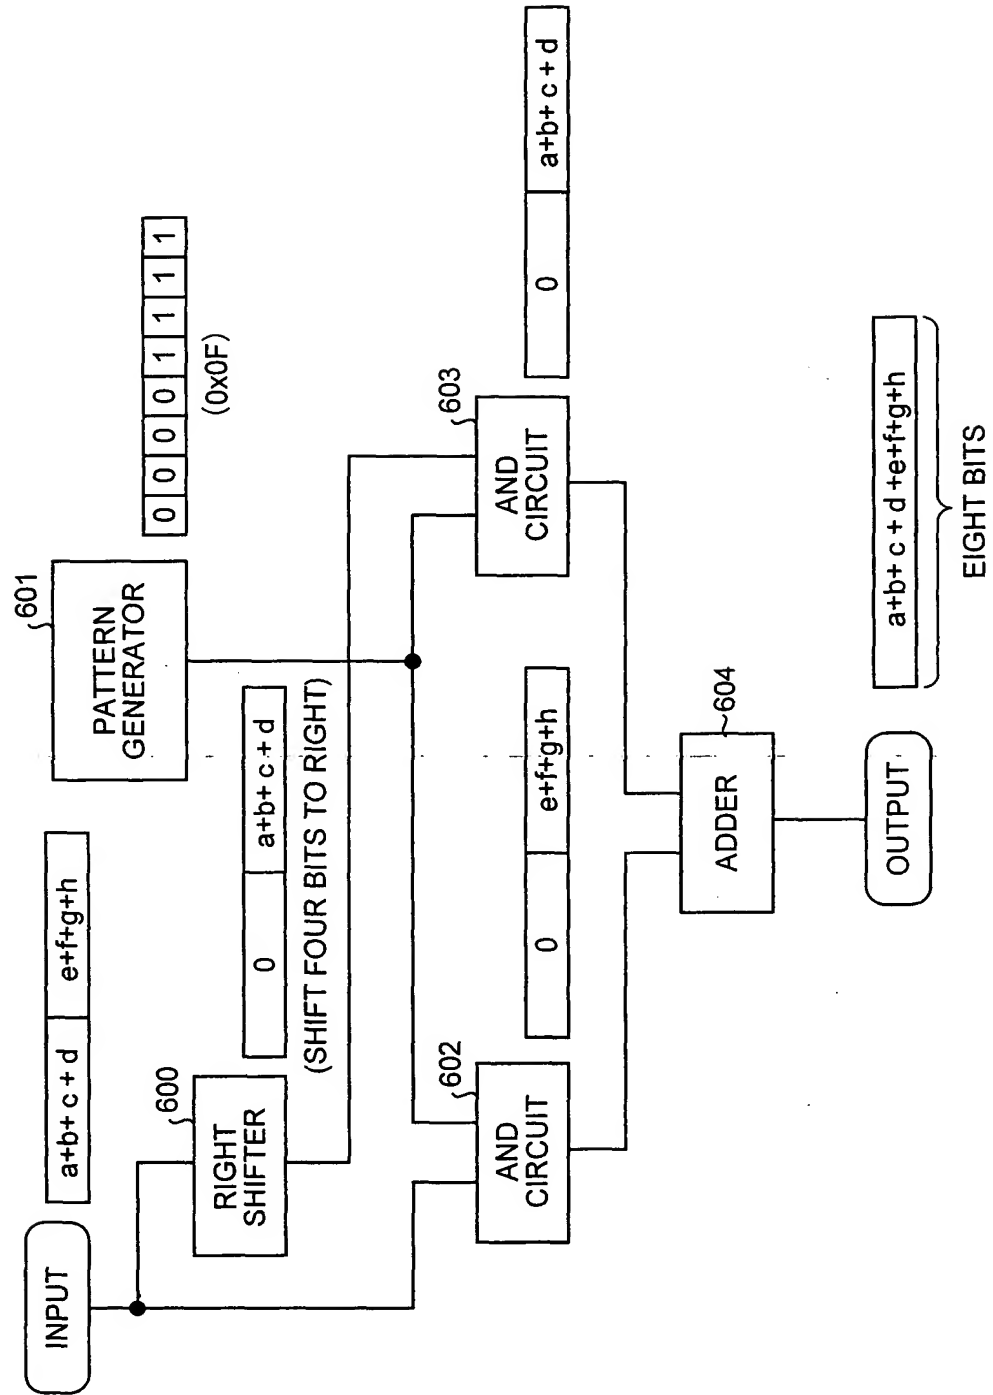 INPUT
a+b+ c + d
e+f+g+h
601
PATTERN
GENERATOR
0 0 0 0 1 1 1 1
(0x0F)
600
RIGHT
SHIFTER
0
a+b+ c + d
(SHIFT FOUR BITS TO RIGHT)
602
AND
CIRCUIT
0
e+f+g+h
603
AND
CIRCUIT
0
a+b+ c + d
604
ADDER
OUTPUT
a+b+ c + d +e+f+g+h
EIGHT BITS